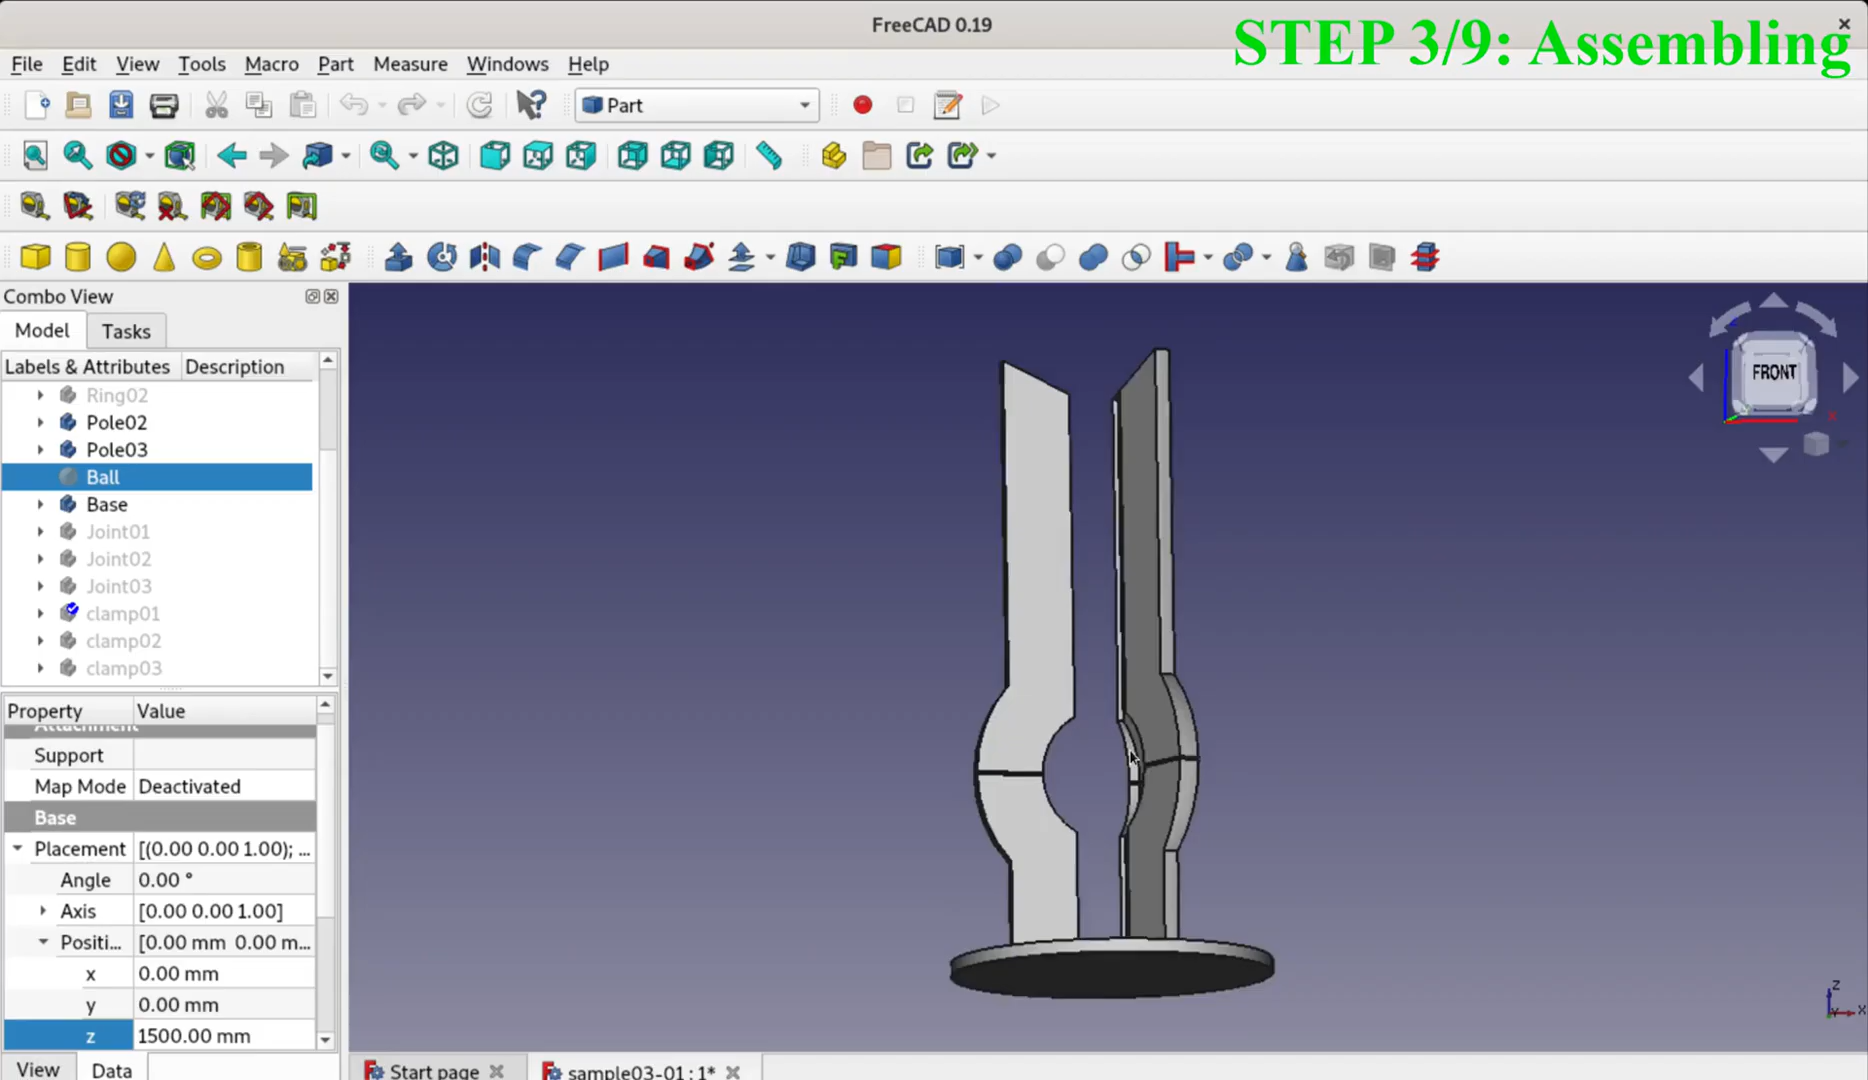 FreeCAD 0.19
STEP 3/9: Assembling
File Edit View Tools Macro Part Measure Windows Help
Part
Combo View
Model Tasks
Labels & Attributes Description
Ring02
Pole02
Pole03
Ball
Base
Joint01
Joint02
Joint03
clamp01
clamp02
clamp03
Property Value
Attachment
Support
Map Mode Deactivated
Base
Placement [(0.00 0.00 1.00); ...
Angle 0.00 °
Axis [0.00 0.00 1.00]
Positi... [0.00 mm 0.00 m...
x 0.00 mm
y 0.00 mm
z 1500.00 mm
View Data
Start page
sample03-01 : 1*
FRONT
Z
X